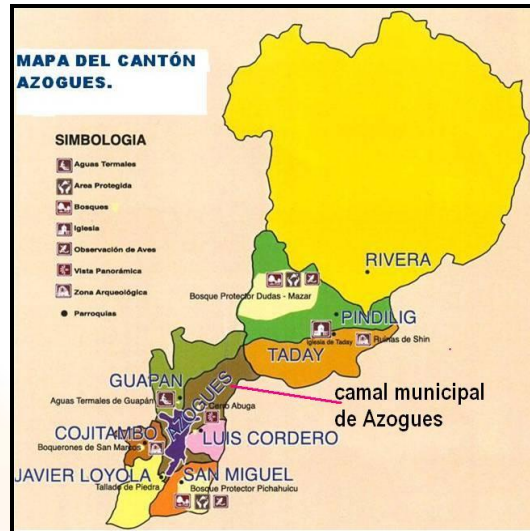 MAPA DEL CANTÓN
AZOGUES.
SIMBOLOGIA
Aguas Termales
Area Protegida
Bosques
Iglesia
Observación de Aves
Vista Panorámica
Zona Arqueológica
Parroquias
RIVERA
Bosque Protector Dudas - Mazar
PINDILIG
Iglesia de Taday
Ruinas de Shin
TADAY
GUAPAN
AZOGUES
camal municipal
de Azogues
Aguas Termales de Guapán
Cerro Abuga
COJITAMBO
LUIS CORDERO
Boquerones de San Marcos
JAVIER LOYOLA
SAN MIGUEL
Tallado de Piedra
Bosque Protector Pichahuicu